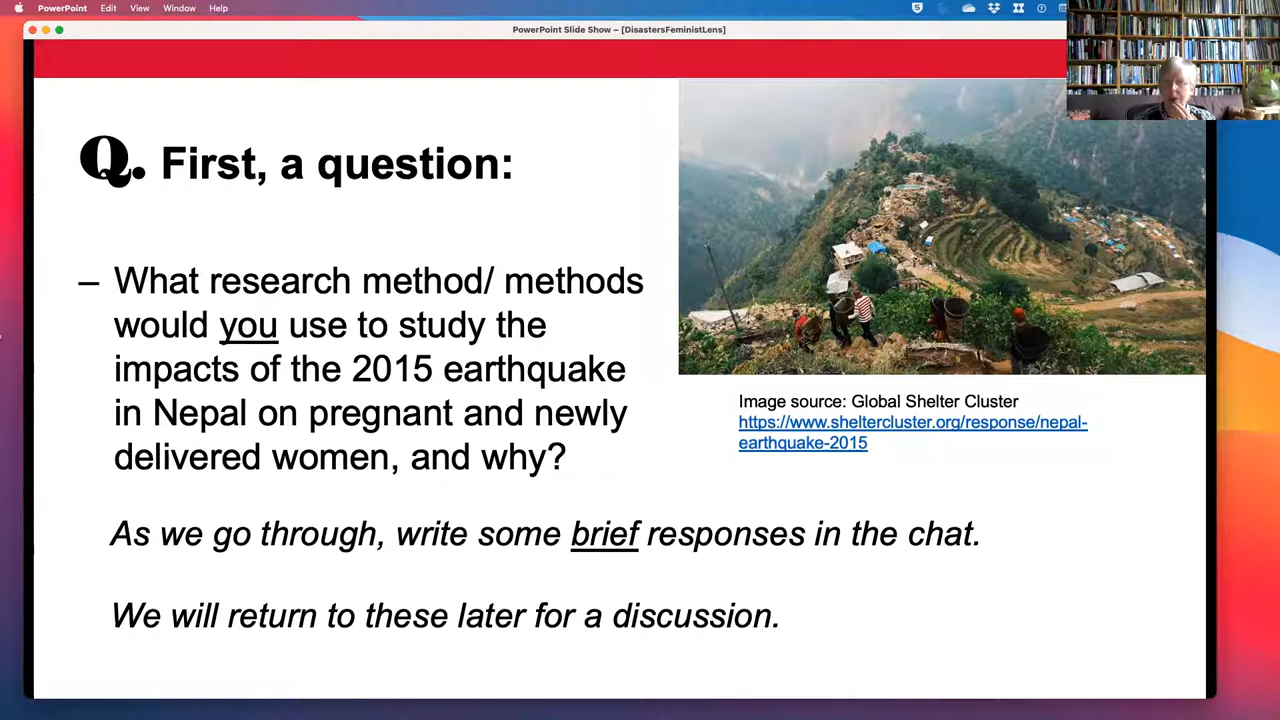 PowerPoint Edit View Window Help
PowerPoint Slide Show – [DisastersFeministLens]
Q. First, a question:
– What research method/ methods
would you use to study the
impacts of the 2015 earthquake
in Nepal on pregnant and newly
delivered women, and why?
Image source: Global Shelter Cluster
https://www.sheltercluster.org/response/nepal-
earthquake-2015
As we go through, write some brief responses in the chat.
We will return to these later for a discussion.